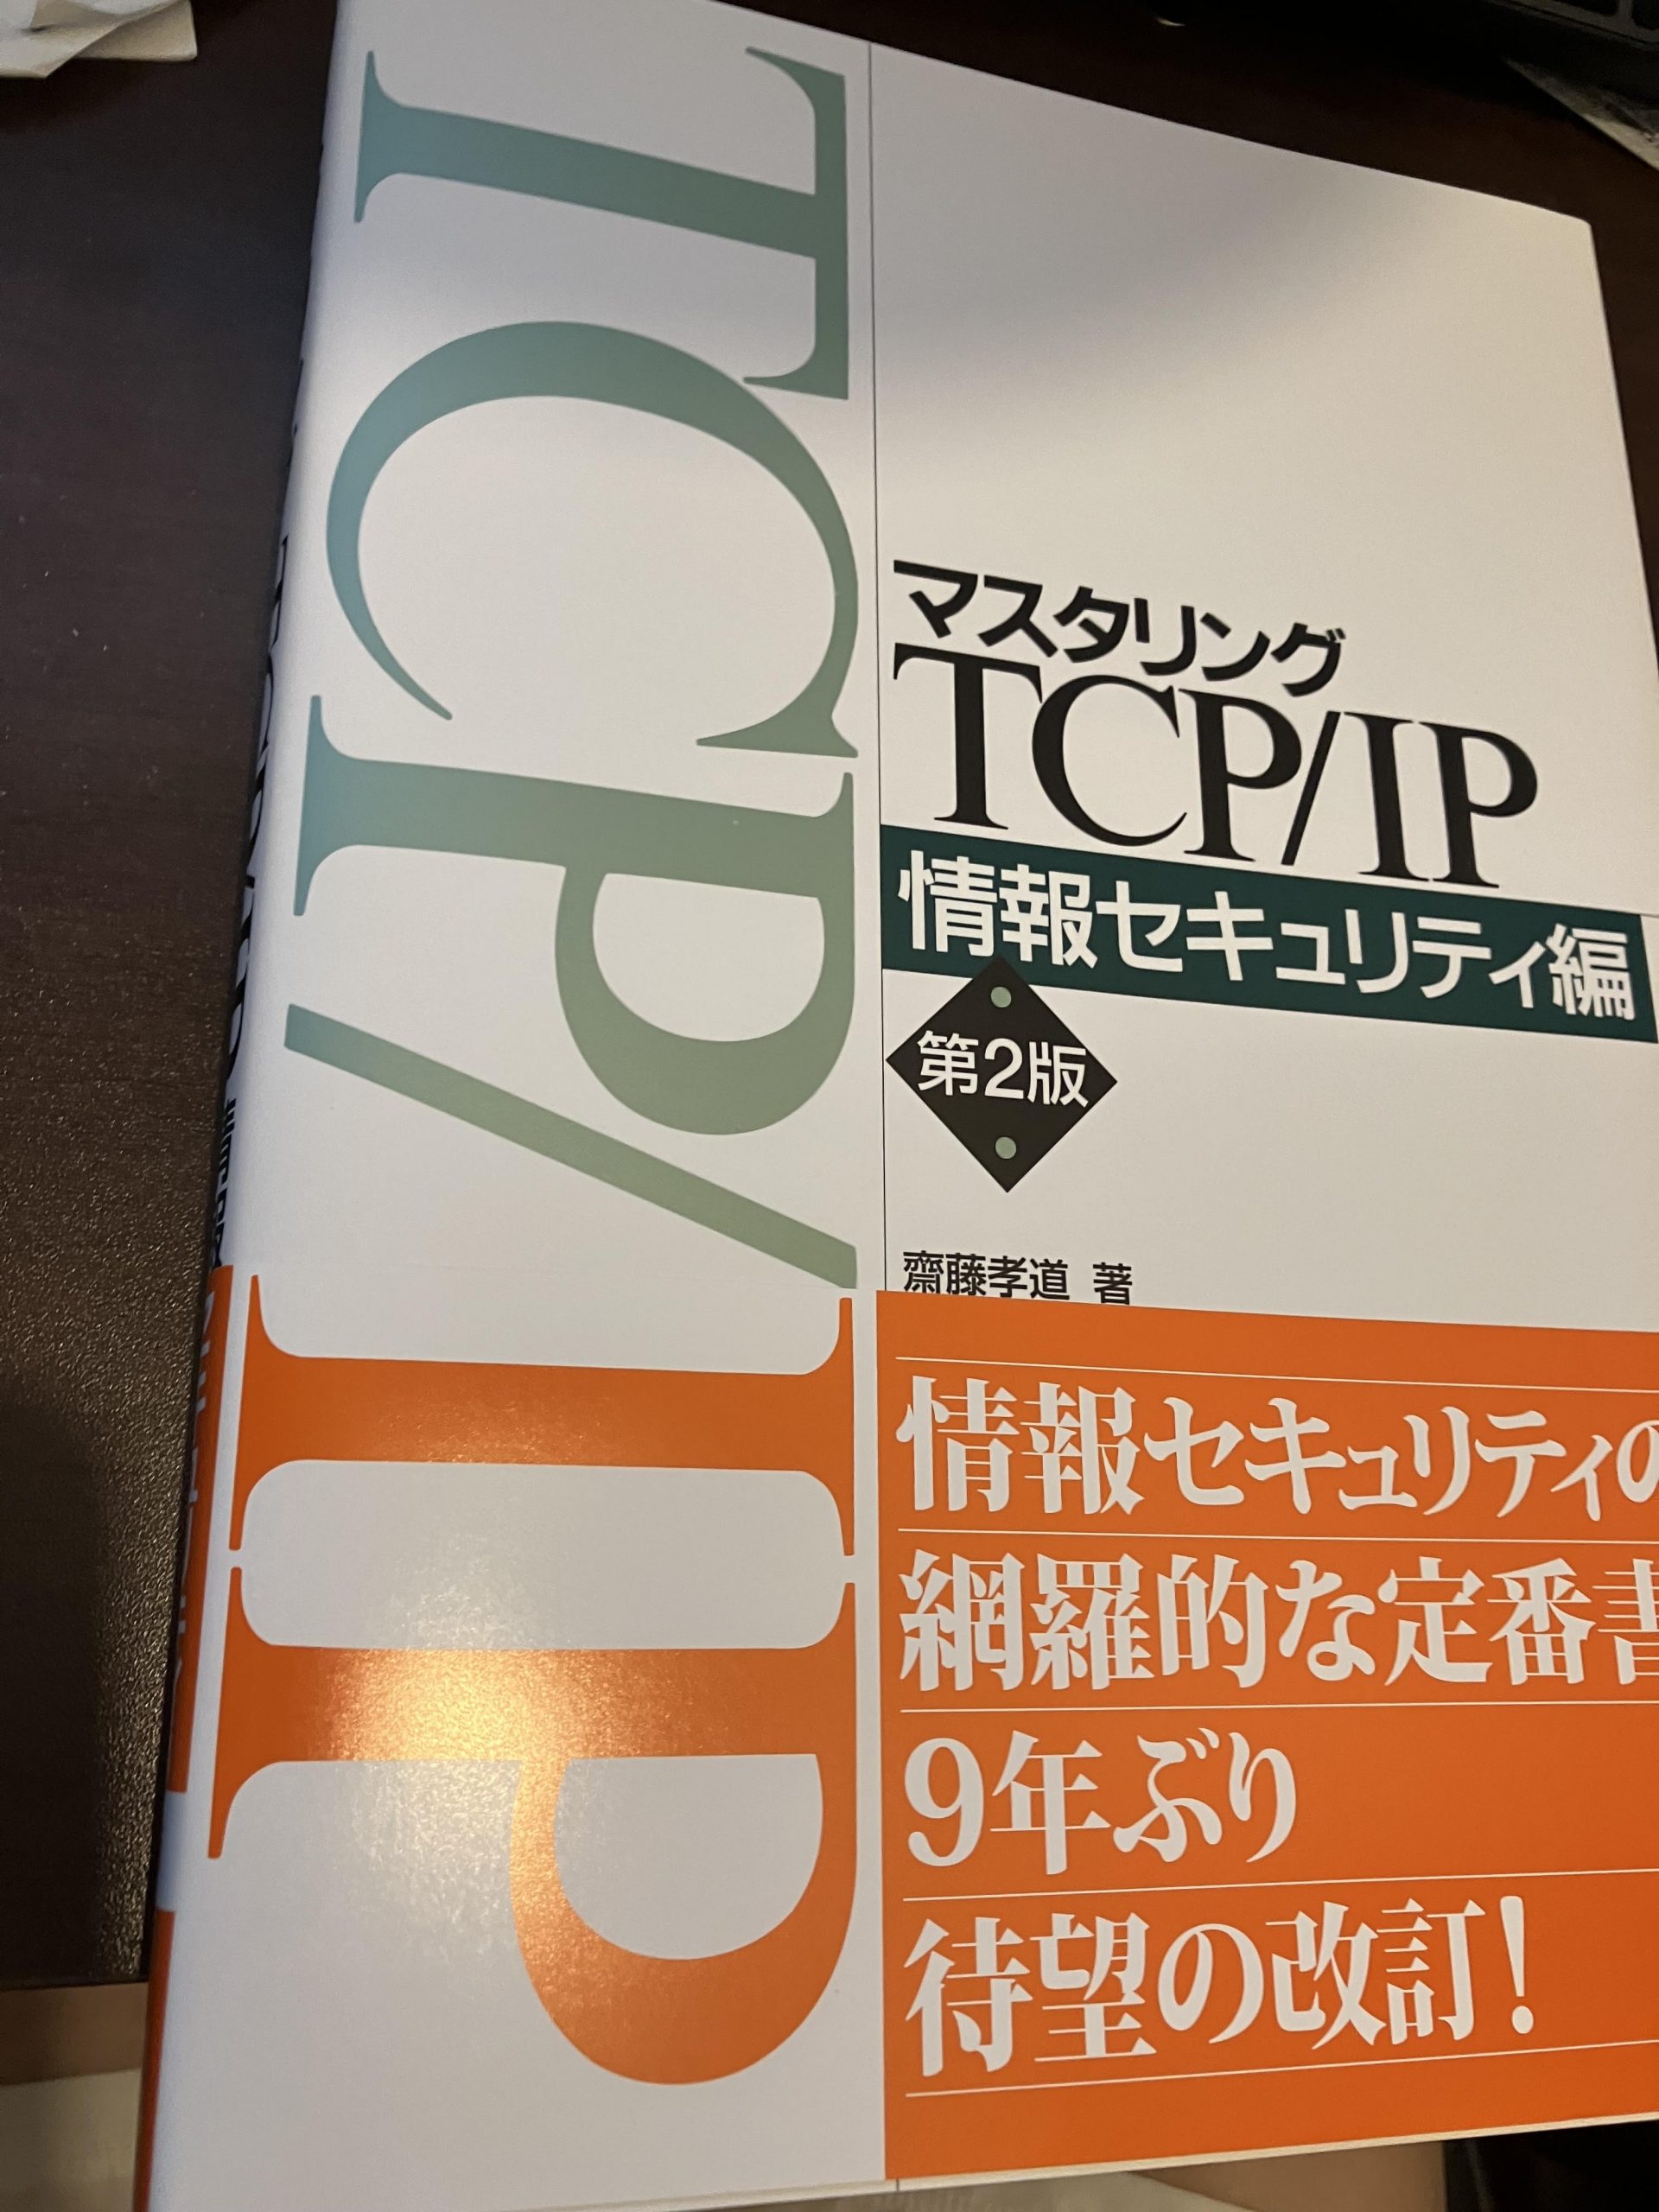 TCP/IP
マスタリング
TCP/IP
情報セキュリティ編
第2版
齋藤孝道 著
情報セキュリティの
網羅的な定番書
9年ぶり
待望の改訂!